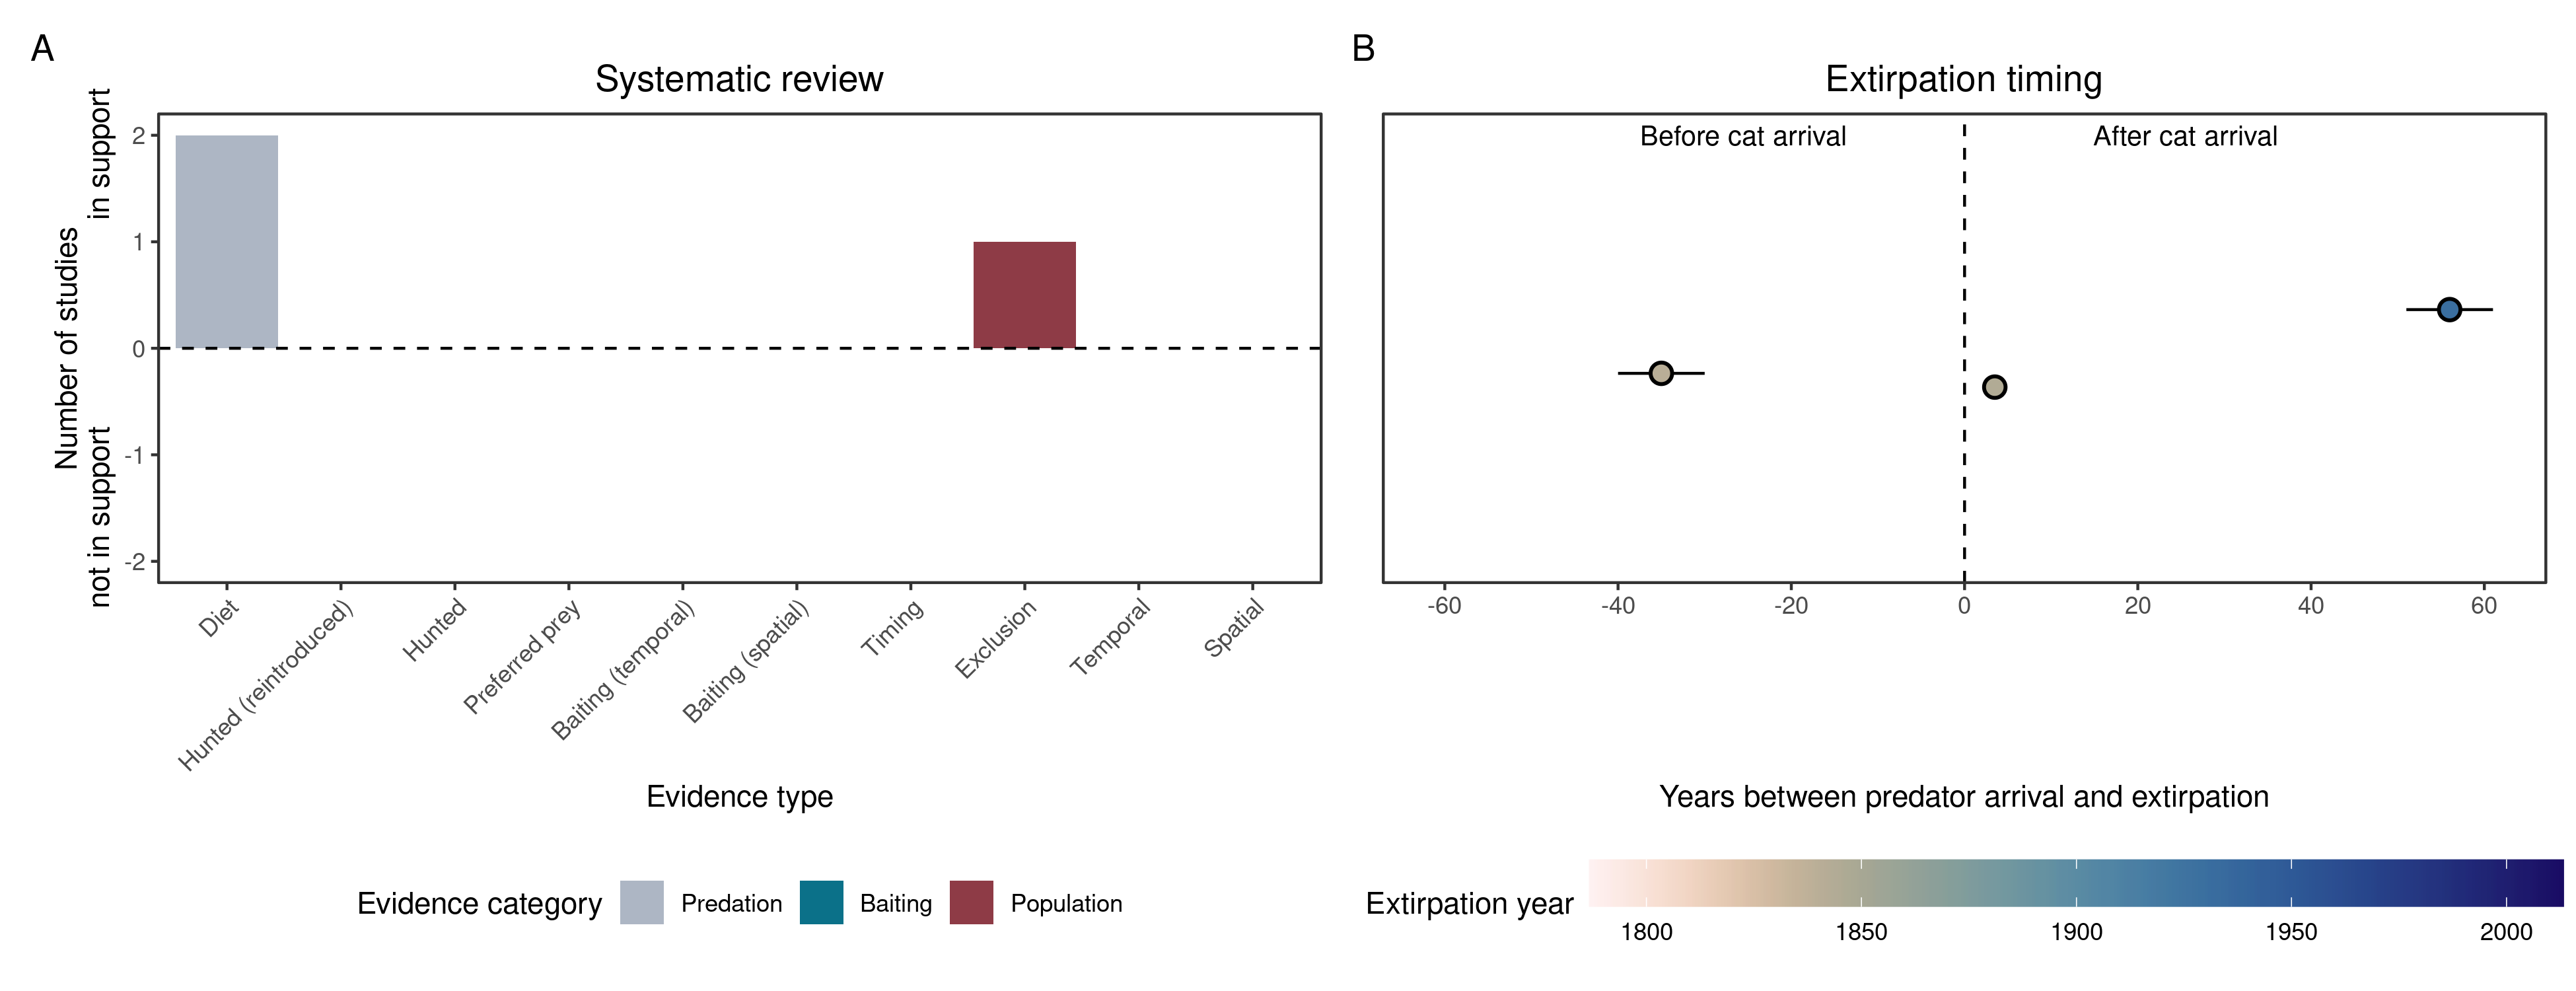 A
Systematic review
Number of studies
not in support in support
2
1
0
-1
-2
Diet
Hunted (reintroduced)
Hunted
Preferred prey
Baiting (temporal)
Baiting (spatial)
Timing
Exclusion
Temporal
Spatial
Evidence type
Evidence category Predation Baiting Population
B
Extirpation timing
Before cat arrival After cat arrival
-60 -40 -20 0 20 40 60
Years between predator arrival and extirpation
Extirpation year
1800 1850 1900 1950 2000